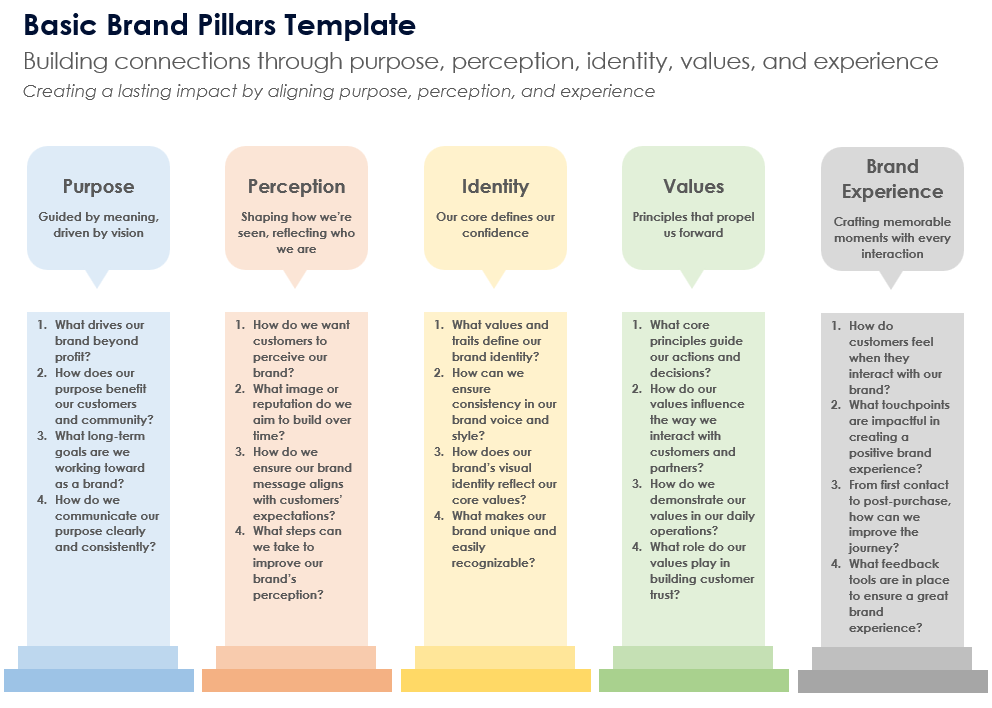 Basic Brand Pillars Template
Building connections through purpose, perception, identity, values, and experience
Creating a lasting impact by aligning purpose, perception, and experience
Purpose
Guided by meaning,
driven by vision
1. What drives our
brand beyond
profit?
2. How does our
purpose benefit
our customers
and community?
3. What long-term
goals are we
working toward
as a brand?
4. How do we
communicate our
purpose clearly
and consistently?
Perception
Shaping how we’re
seen, reflecting who
we are
1. How do we want
customers to
perceive our
brand?
2. What image or
reputation do we
aim to build over
time?
3. How do we
ensure our brand
message aligns
with customers’
expectations?
4. What steps can
we take to
improve our
brand’s
perception?
Identity
Our core defines our
confidence
1. What values and
traits define our
brand identity?
2. How can we
ensure
consistency in our
brand voice and
style?
3. How does our
brand’s visual
identity reflect our
core values?
4. What makes our
brand unique and
easily
recognizable?
Values
Principles that propel
us forward
1. What core
principles guide
our actions and
decisions?
2. How do our
values influence
the way we
interact with
customers and
partners?
3. How do we
demonstrate our
values in our daily
operations?
4. What role do our
values play in
building customer
trust?
Brand
Experience
Crafting memorable
moments with every
interaction
1. How do
customers feel
when they
interact with our
brand?
2. What touchpoints
are impactful in
creating a
positive brand
experience?
3. From first contact
to post-purchase,
how can we
improve the
journey?
4. What feedback
tools are in place
to ensure a great
brand
experience?